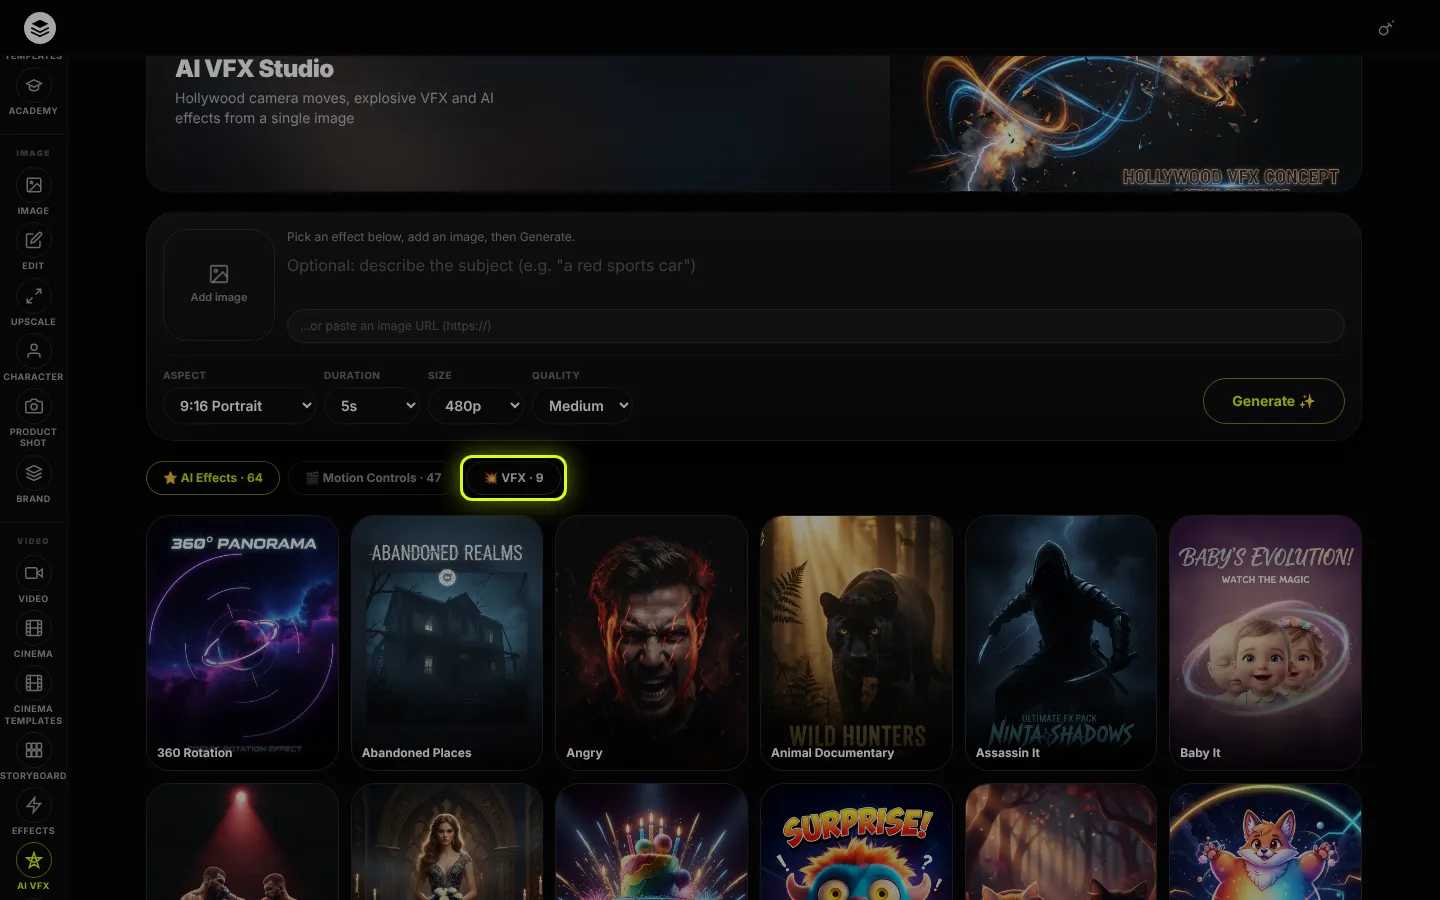 TEMPLATES
ACADEMY
IMAGE
IMAGE
EDIT
UPSCALE
CHARACTER
PRODUCT
SHOT
BRAND
VIDEO
VIDEO
CINEMA
CINEMA
TEMPLATES
STORYBOARD
EFFECTS
AI VFX
AI VFX Studio
Hollywood camera moves, explosive VFX and AI
effects from a single image
HOLLYWOOD VFX CONCEPT
Add image
Pick an effect below, add an image, then Generate.
Optional: describe the subject (e.g. "a red sports car")
...or paste an image URL (https://)
ASPECT
9:16 Portrait
DURATION
5s
SIZE
480p
QUALITY
Medium
Generate ✨
⭐ AI Effects · 64
🎬 Motion Controls · 47
💥 VFX · 9
360° PANORAMA
360 Rotation
ABANDONED REALMS
Abandoned Places
Angry
WILD HUNTERS
Animal Documentary
ULTIMATE FX PACK
NINJA SHADOWS
Assassin It
BABY'S EVOLUTION!
WATCH THE MAGIC
Baby It
SURPRISE!